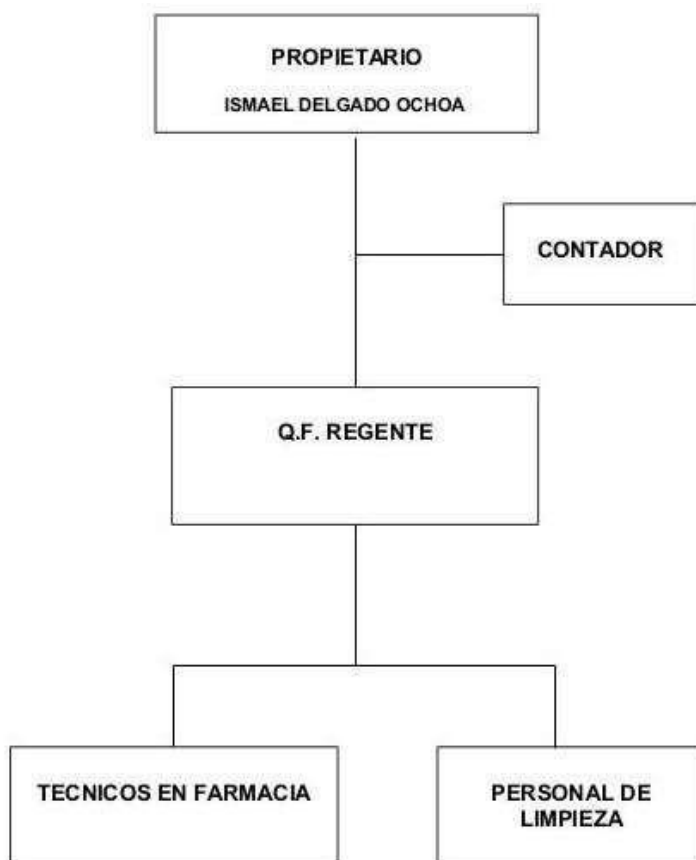 PROPIETARIO
ISMAEL DELGADO OCHOA
CONTADOR
Q.F. REGENTE
TECNICOS EN FARMACIA
PERSONAL DE
LIMPIEZA